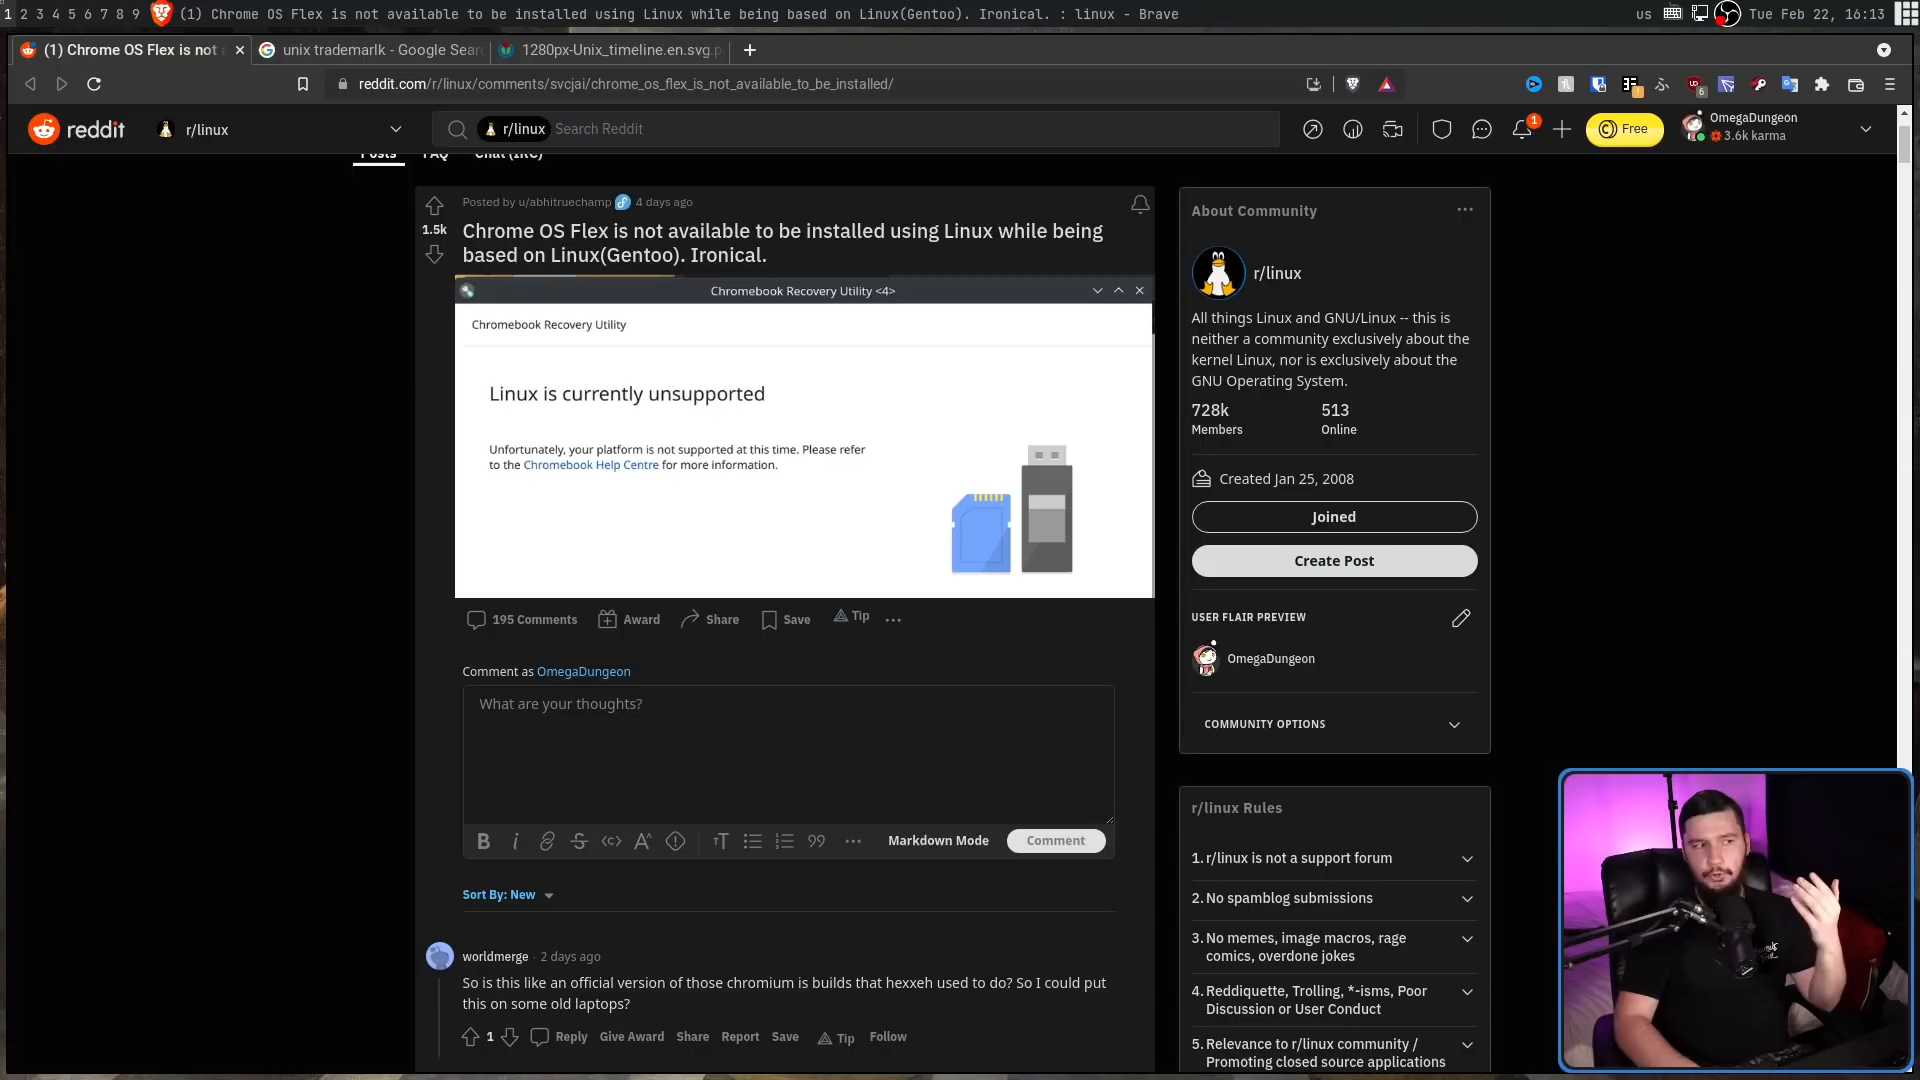 1 2 3 4 5 6 7 8 9 (1) Chrome OS Flex is not available to be installed using Linux while being based on Linux(Gentoo). Ironical. : linux - Brave
us Tue Feb 22, 16:13
(1) Chrome OS Flex is not
unix trademarlk - Google Sear
1280px-Unix_timeline.en.svg.p
reddit.com/r/linux/comments/svcjai/chrome_os_flex_is_not_available_to_be_installed/
6
reddit
r/linux
r/linux Search Reddit
1
Free
OmegaDungeon
3.6k karma
Posts FAQ Chat (IRC)
Posted by u/abhitruechamp 4 days ago
1.5k
Chrome OS Flex is not available to be installed using Linux while being
based on Linux(Gentoo). Ironical.
Chromebook Recovery Utility <4>
Chromebook Recovery Utility
Linux is currently unsupported
Unfortunately, your platform is not supported at this time. Please refer
to the Chromebook Help Centre for more information.
195 Comments Award Share Save Tip
Comment as OmegaDungeon
What are your thoughts?
Markdown Mode Comment
Sort By: New
worldmerge · 2 days ago
So is this like an official version of those chromium is builds that hexxeh used to do? So I could put
this on some old laptops?
1 Reply Give Award Share Report Save Tip Follow
About Community
r/linux
All things Linux and GNU/Linux -- this is
neither a community exclusively about the
kernel Linux, nor is exclusively about the
GNU Operating System.
728k 513
Members Online
Created Jan 25, 2008
Joined
Create Post
USER FLAIR PREVIEW
OmegaDungeon
COMMUNITY OPTIONS
r/linux Rules
1. r/linux is not a support forum
2. No spamblog submissions
3. No memes, image macros, rage
comics, overdone jokes
4. Reddiquette, Trolling, *-isms, Poor
Discussion or User Conduct
5. Relevance to r/linux community /
Promoting closed source applications